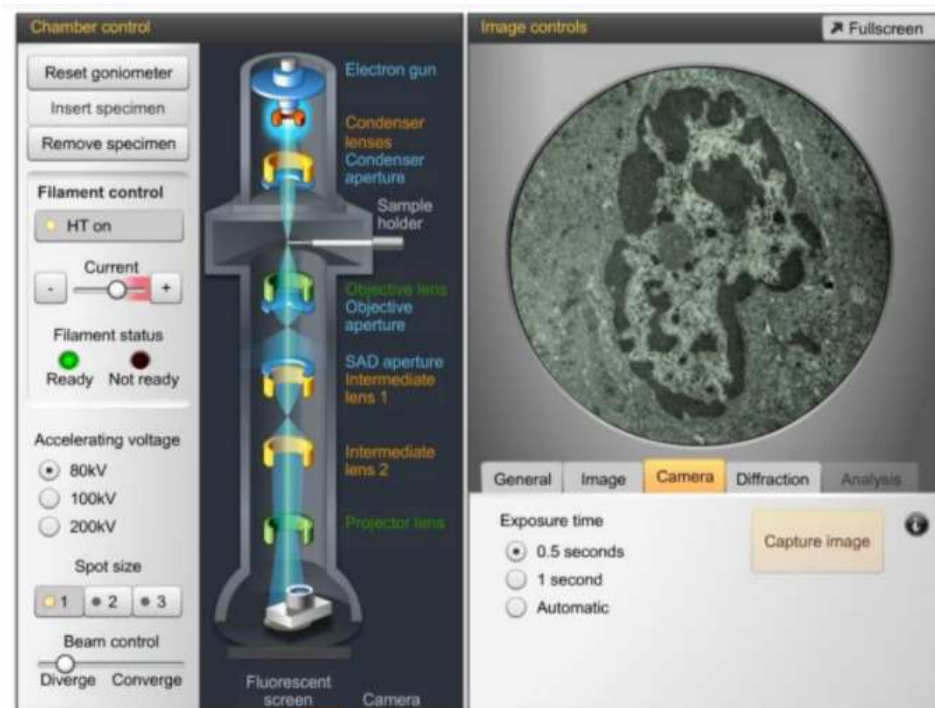 Chamber control
Reset goniometer
Insert specimen
Remove specimen
Filament control
HT on
Current
-
+
Filament status
Ready
Not ready
Accelerating voltage
80kV
100kV
200kV
Spot size
1
2
3
Beam control
Diverge
Converge
Electron gun
Condenser
lenses
Condenser
aperture
Sample
holder
Objective lens
Objective
aperture
SAD aperture
Intermediate
lens 1
Intermediate
lens 2
Projector lens
Fluorescent
screen
Camera
Image controls
Fullscreen
General
Image
Camera
Diffraction
Analysis
Exposure time
0.5 seconds
1 second
Automatic
Capture image
i